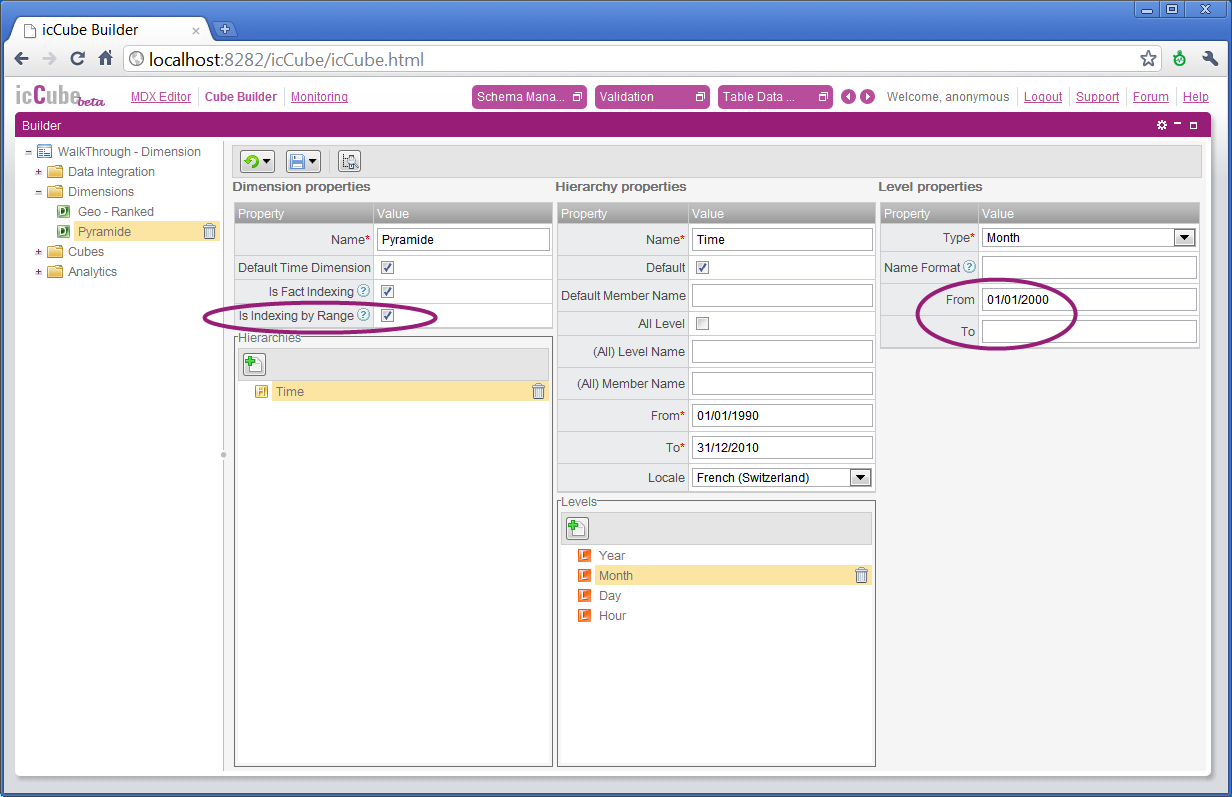 icCube Builder
localhost:8282/icCube/icCube.html
icCube beta MDX Editor Cube Builder Monitoring Schema Mana... Validation Table Data ... Welcome, anonymous Logout Support Forum Help
Builder
WalkThrough - Dimension
Data Integration
Dimensions
Geo - Ranked
Pyramide
Cubes
Analytics
Dimension properties
Property Value
Name* Pyramide
Default Time Dimension
Is Fact Indexing ?
Is Indexing by Range ?
Hierarchies
Time
Hierarchy properties
Property Value
Name* Time
Default
Default Member Name
All Level
(All) Level Name
(All) Member Name
From* 01/01/1990
To* 31/12/2010
Locale French (Switzerland)
Levels
L Year
L Month
L Day
L Hour
Level properties
Property Value
Type* Month
Name Format ?
From 01/01/2000
To